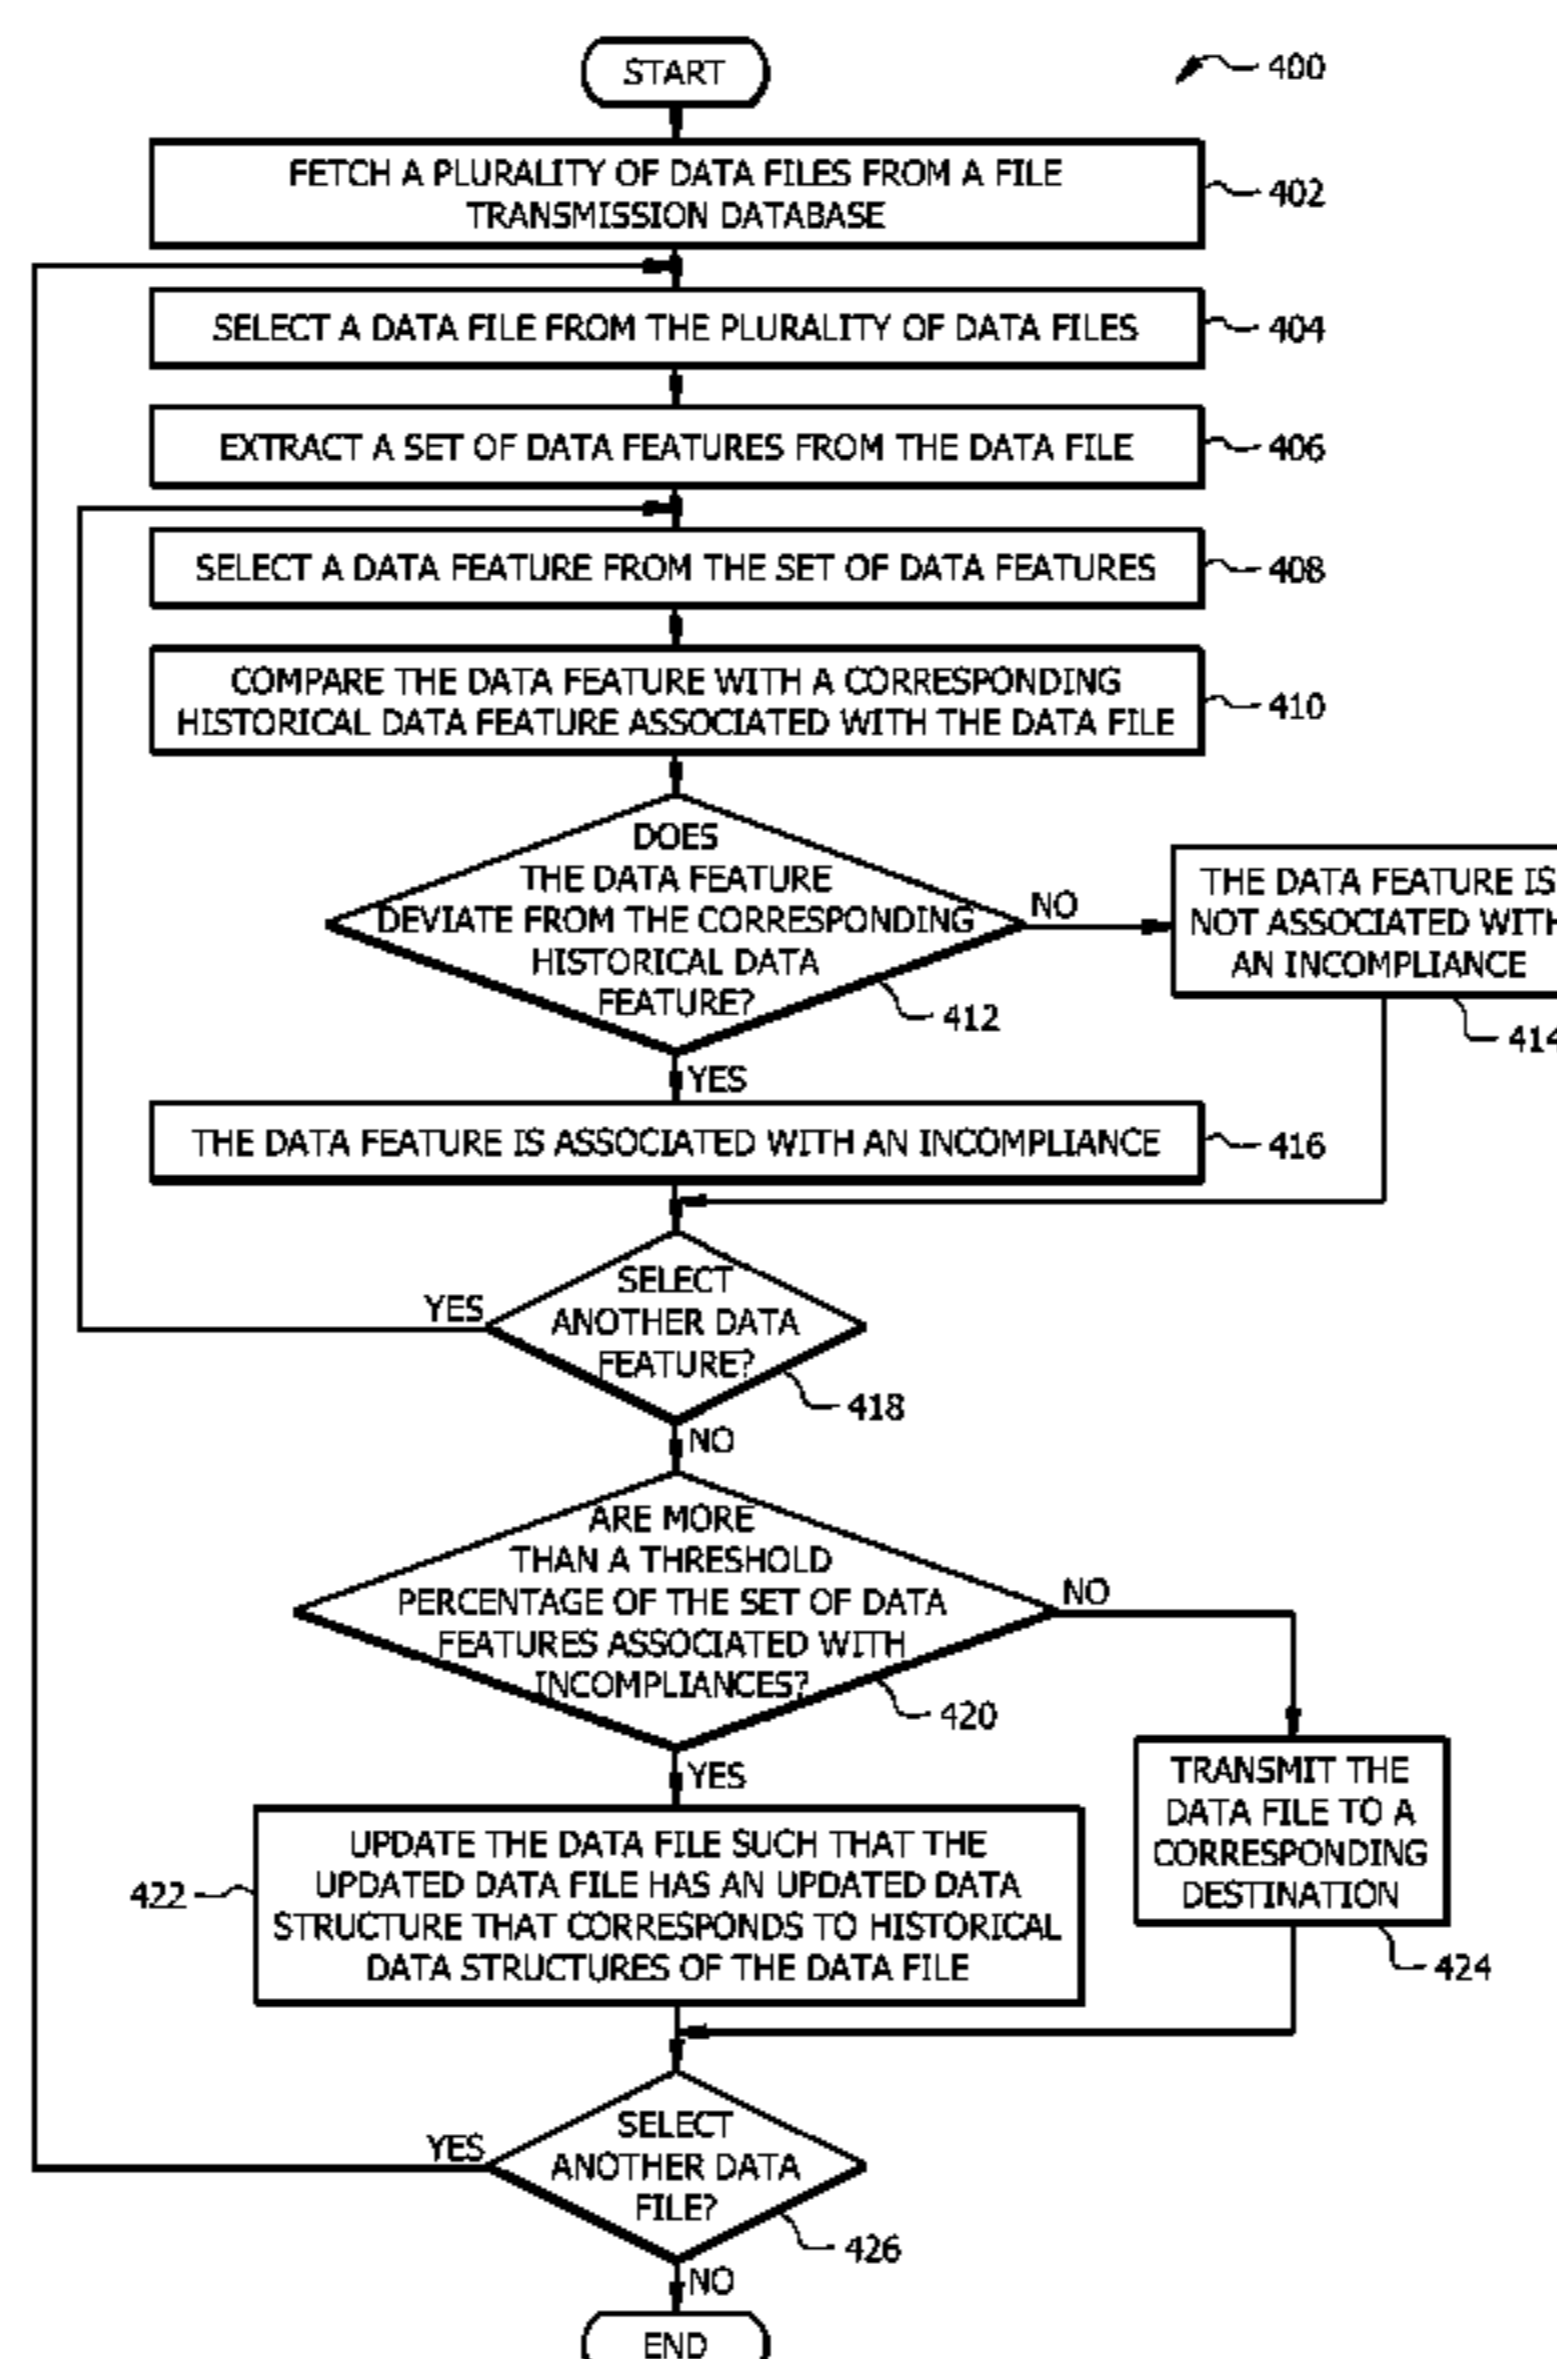 START
400
FETCH A PLURALITY OF DATA FILES FROM A FILE
TRANSMISSION DATABASE
402
SELECT A DATA FILE FROM THE PLURALITY OF DATA FILES
404
EXTRACT A SET OF DATA FEATURES FROM THE DATA FILE
406
SELECT A DATA FEATURE FROM THE SET OF DATA FEATURES
408
COMPARE THE DATA FEATURE WITH A CORRESPONDING
HISTORICAL DATA FEATURE ASSOCIATED WITH THE DATA FILE
410
DOES
THE DATA FEATURE
DEVIATE FROM THE CORRESPONDING
HISTORICAL DATA
FEATURE?
412
NO
THE DATA FEATURE IS
NOT ASSOCIATED WITH
AN INCOMPLIANCE
414
YES
THE DATA FEATURE IS ASSOCIATED WITH AN INCOMPLIANCE
416
SELECT
ANOTHER DATA
FEATURE?
YES
418
NO
ARE MORE
THAN A THRESHOLD
PERCENTAGE OF THE SET OF DATA
FEATURES ASSOCIATED WITH
INCOMPLIANCES?
NO
420
YES
UPDATE THE DATA FILE SUCH THAT THE
UPDATED DATA FILE HAS AN UPDATED DATA
STRUCTURE THAT CORRESPONDS TO HISTORICAL
DATA STRUCTURES OF THE DATA FILE
422
TRANSMIT THE
DATA FILE TO A
CORRESPONDING
DESTINATION
424
SELECT
ANOTHER DATA
FILE?
YES
426
NO
END